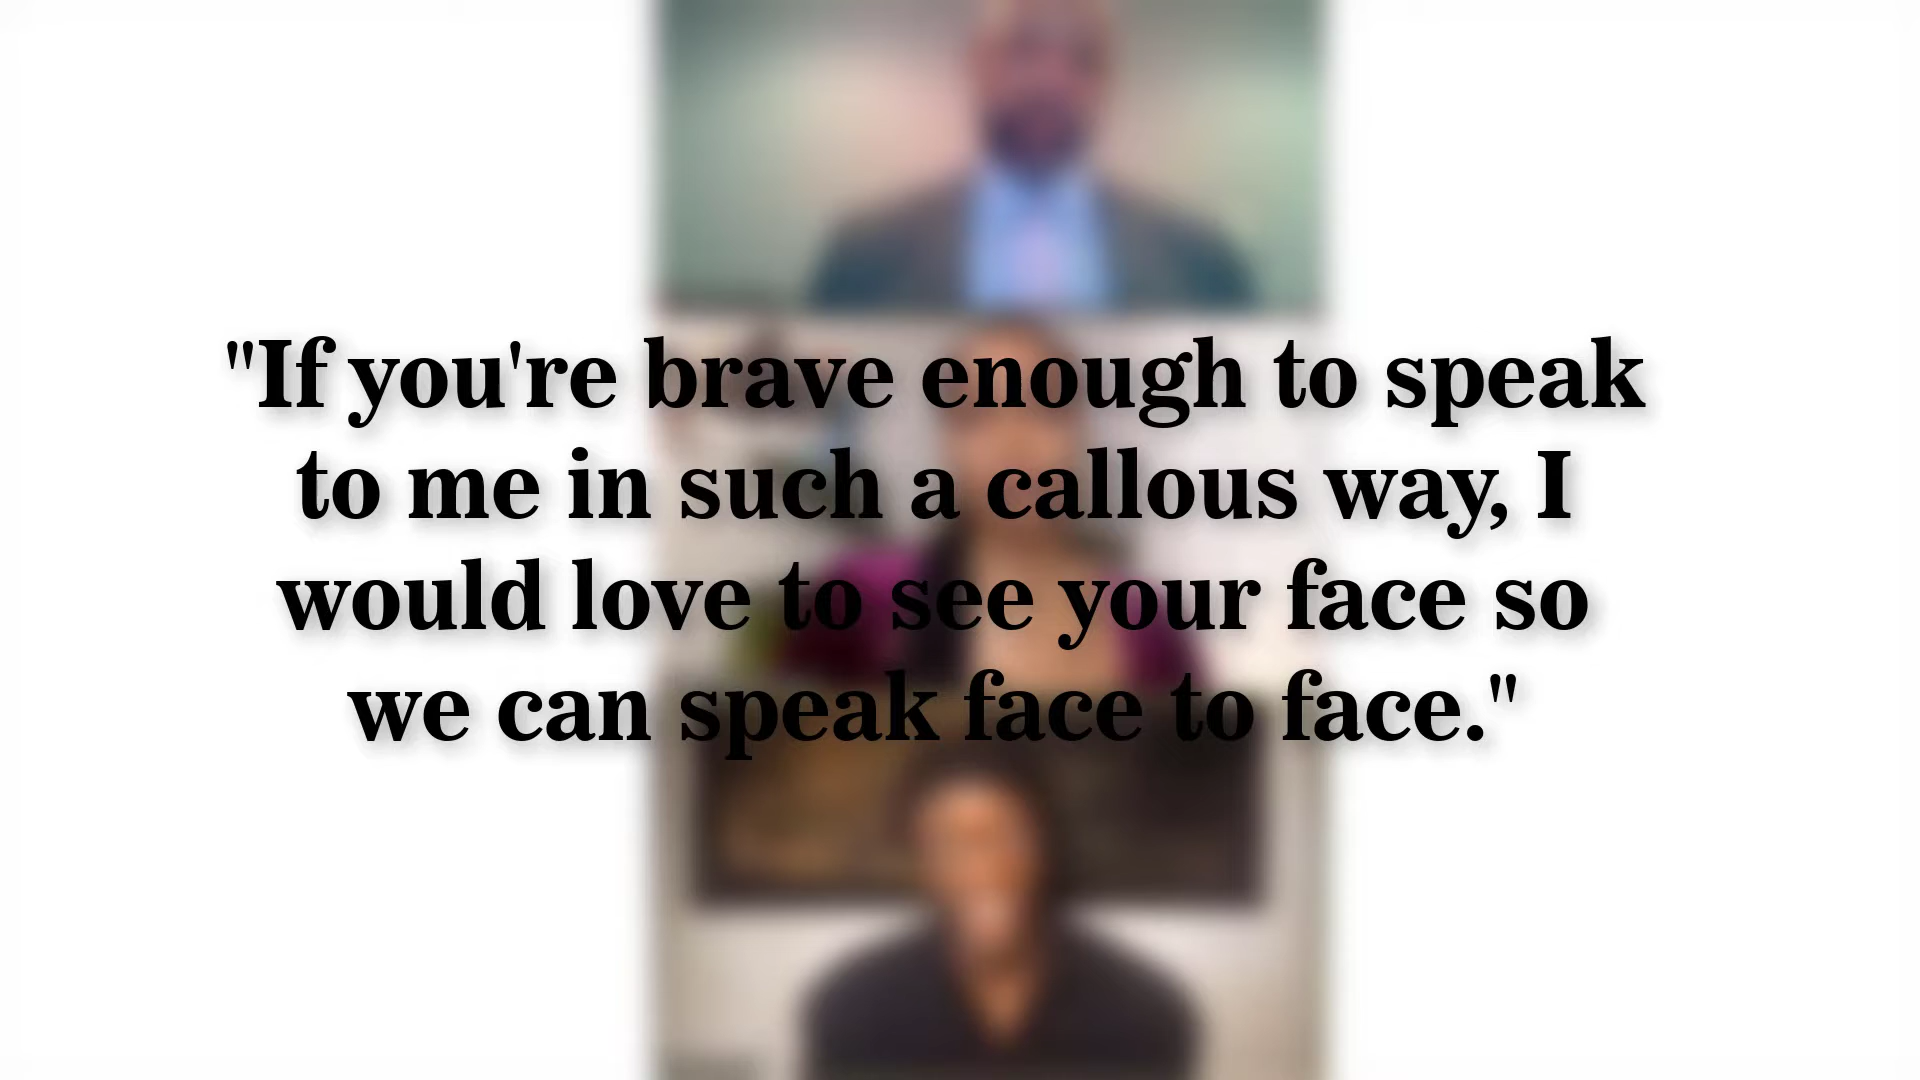 "If you're brave enough to speak
to me in such a callous way, I
would love to see your face so
we can speak face to face."